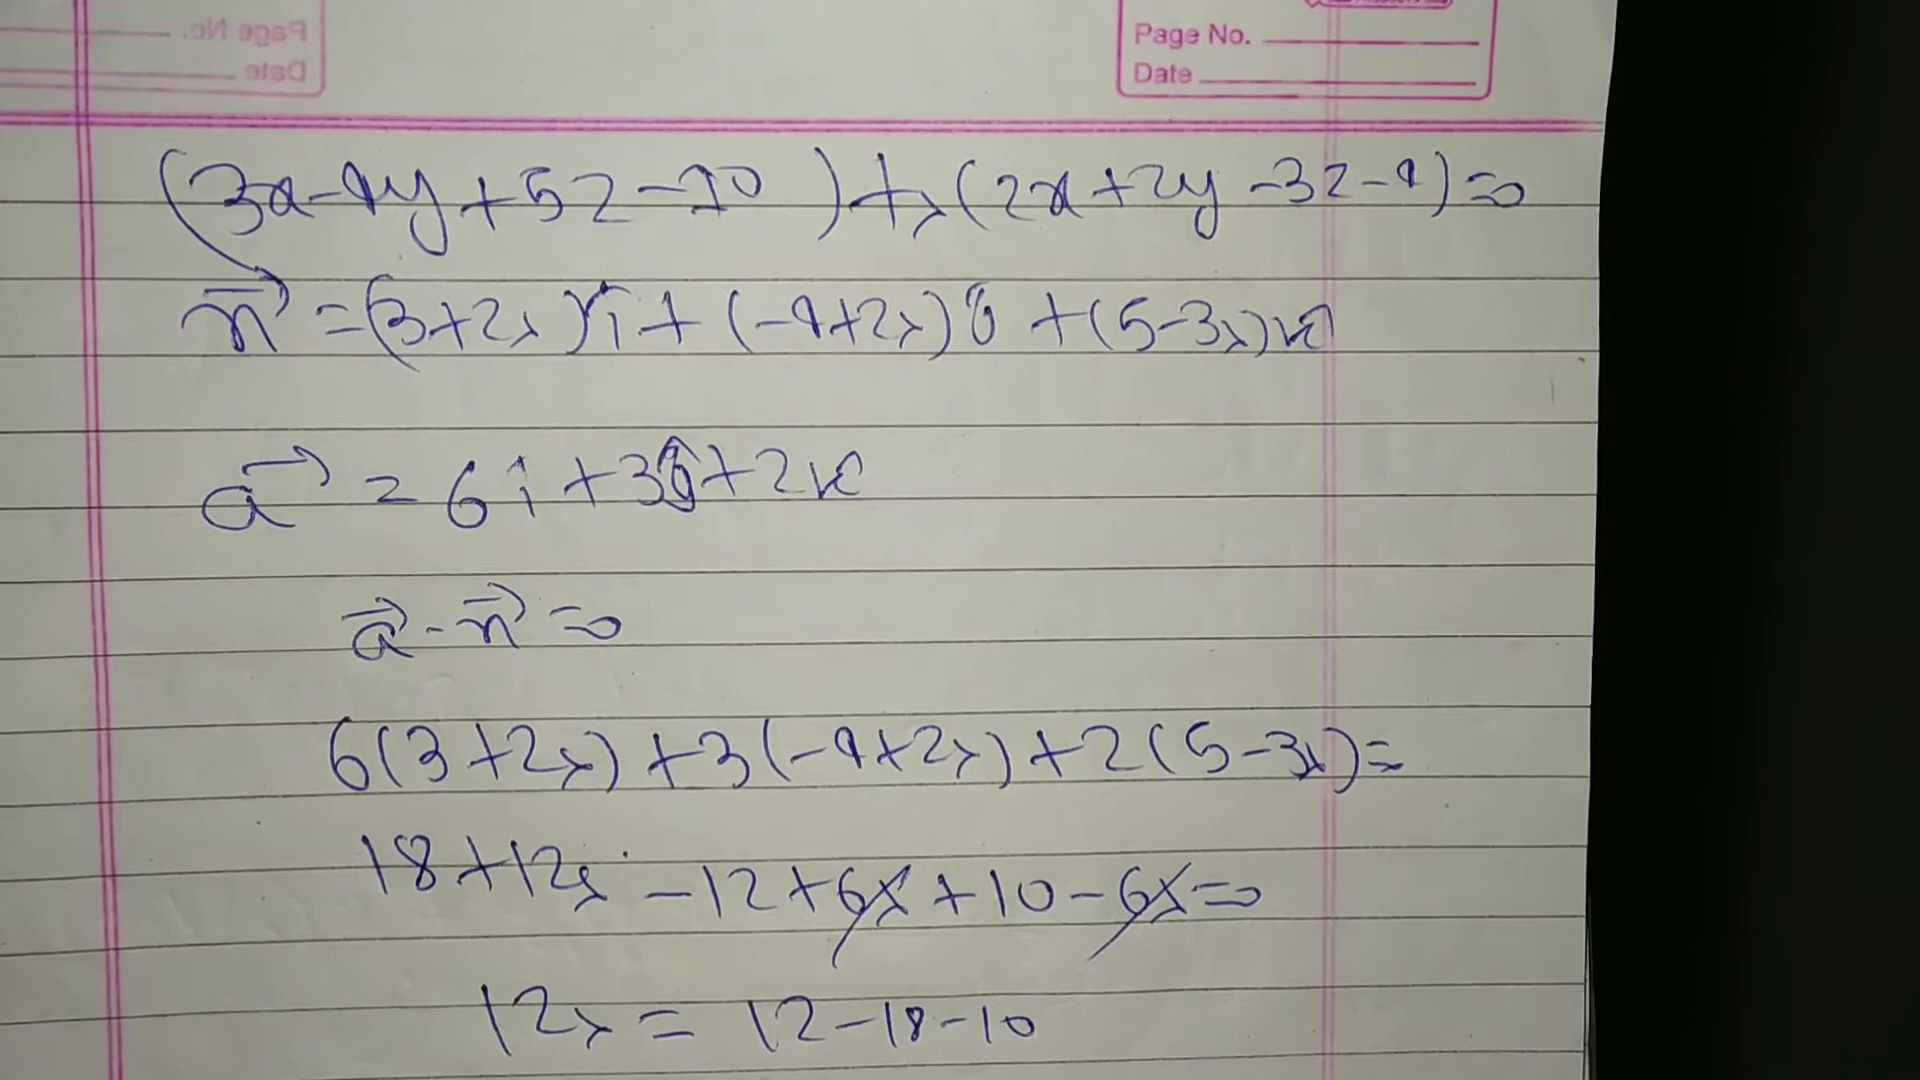 Page No.
Date
Page No.
Date
(3x-4y+5z-10)+λ(2x+2y-3z-4)=0
n⃗ =(3+2λ)î+(-4+2λ)ĵ+(5-3λ)k̂
a⃗ = 6î+3ĵ+2k
a⃗ · n⃗ =0
6(3+2λ)+3(-4+2λ)+2(5-3λ)=
18+12λ-12+6λ+10-6λ=0
12λ = 12-18-10